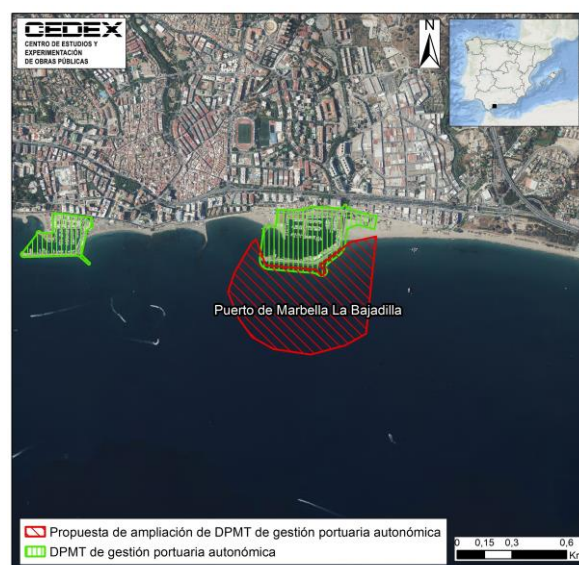 CEDEX
CENTRO DE ESTUDIOS Y
EXPERIMENTACIÓN
DE OBRAS PÚBLICAS
N
Puerto de Marbella La Bajadilla
Propuesta de ampliación de DPMT de gestión portuaria autonómica
DPMT de gestión portuaria autonómica
0 0,15 0,3 0,6
Km